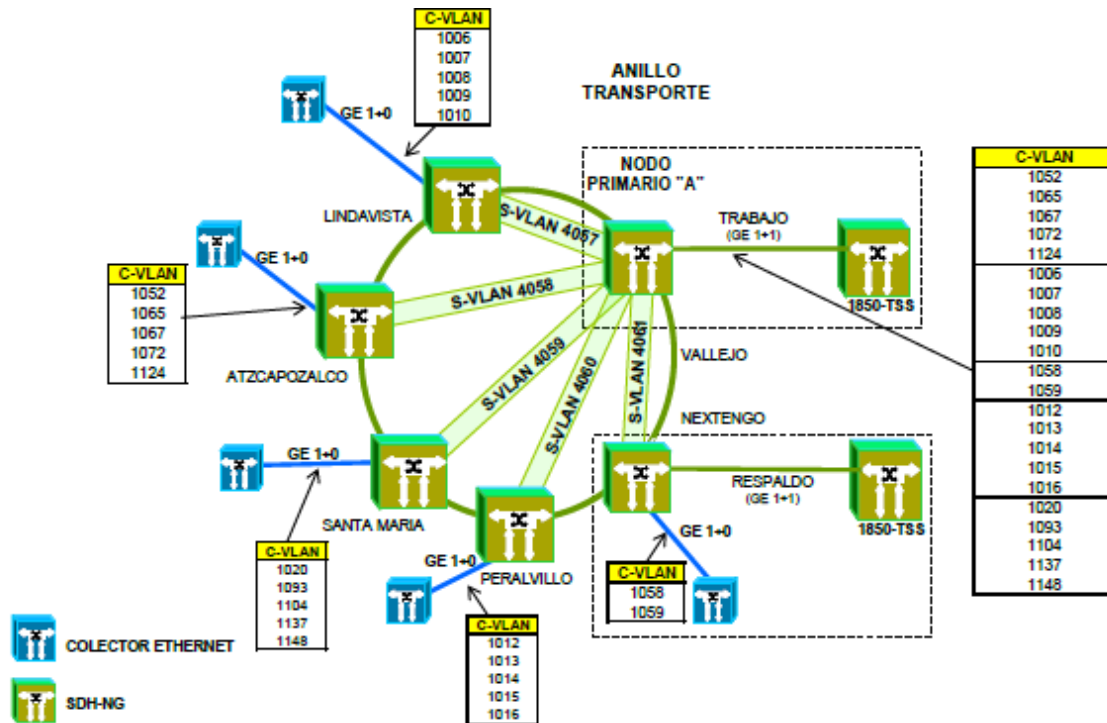 C-VLAN
1006
1007
1008
1009
1010
ANILLO
TRANSPORTE
GE 1+0
LINDAVISTA
S-VLAN 4057
NODO
PRIMARIO "A"
TRABAJO
(GE 1+1)
1850-TSS
C-VLAN
1052
1065
1067
1072
1124
1006
1007
1008
1009
1010
1058
1059
1012
1013
1014
1015
1016
1020
1093
1104
1137
1148
GE 1+0
C-VLAN
1052
1065
1067
1072
1124
ATZCAPOZALCO
S-VLAN 4058
S-VLAN 4059
S-VLAN 4060
S-VLAN 4061
VALLEJO
NEXTENGO
RESPALDO
(GE 1+1)
1850-TSS
GE 1+0
SANTA MARIA
C-VLAN
1020
1093
1104
1137
1148
GE 1+0
PERALVILLO
C-VLAN
1012
1013
1014
1015
1016
GE 1+0
C-VLAN
1058
1059
COLECTOR ETHERNET
SDH-NG